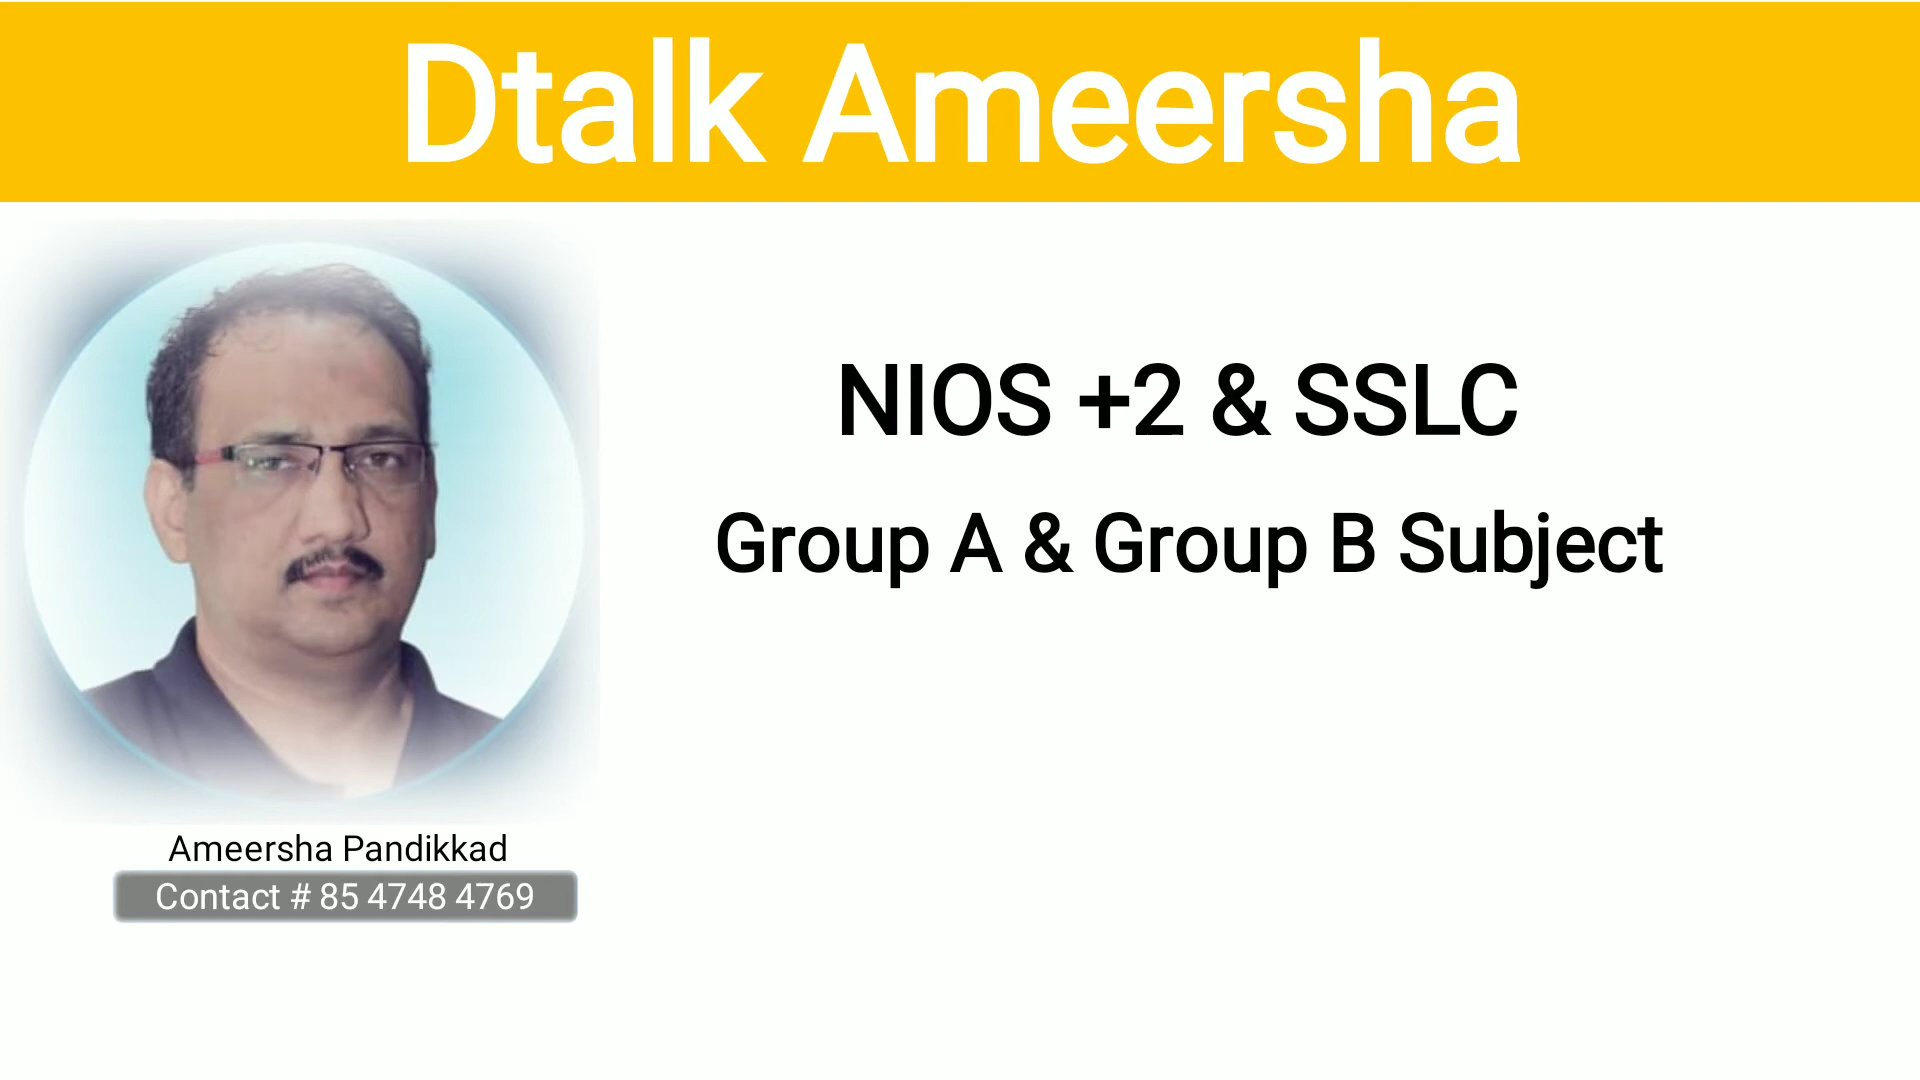 Dtalk Ameersha
NIOS +2 & SSLC
Group A & Group B Subject
Ameersha Pandikkad
Contact # 85 4748 4769